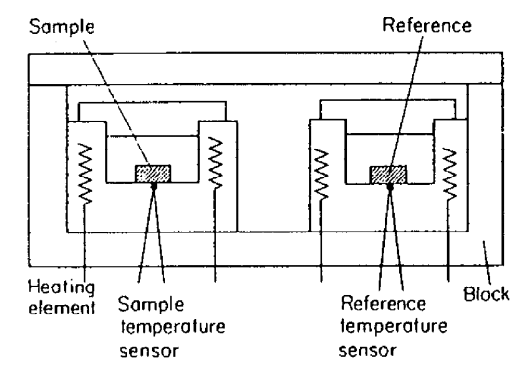 Sample
Reference
Heating
element
Sample
temperature
sensor
Reference
temperature
sensor
Block